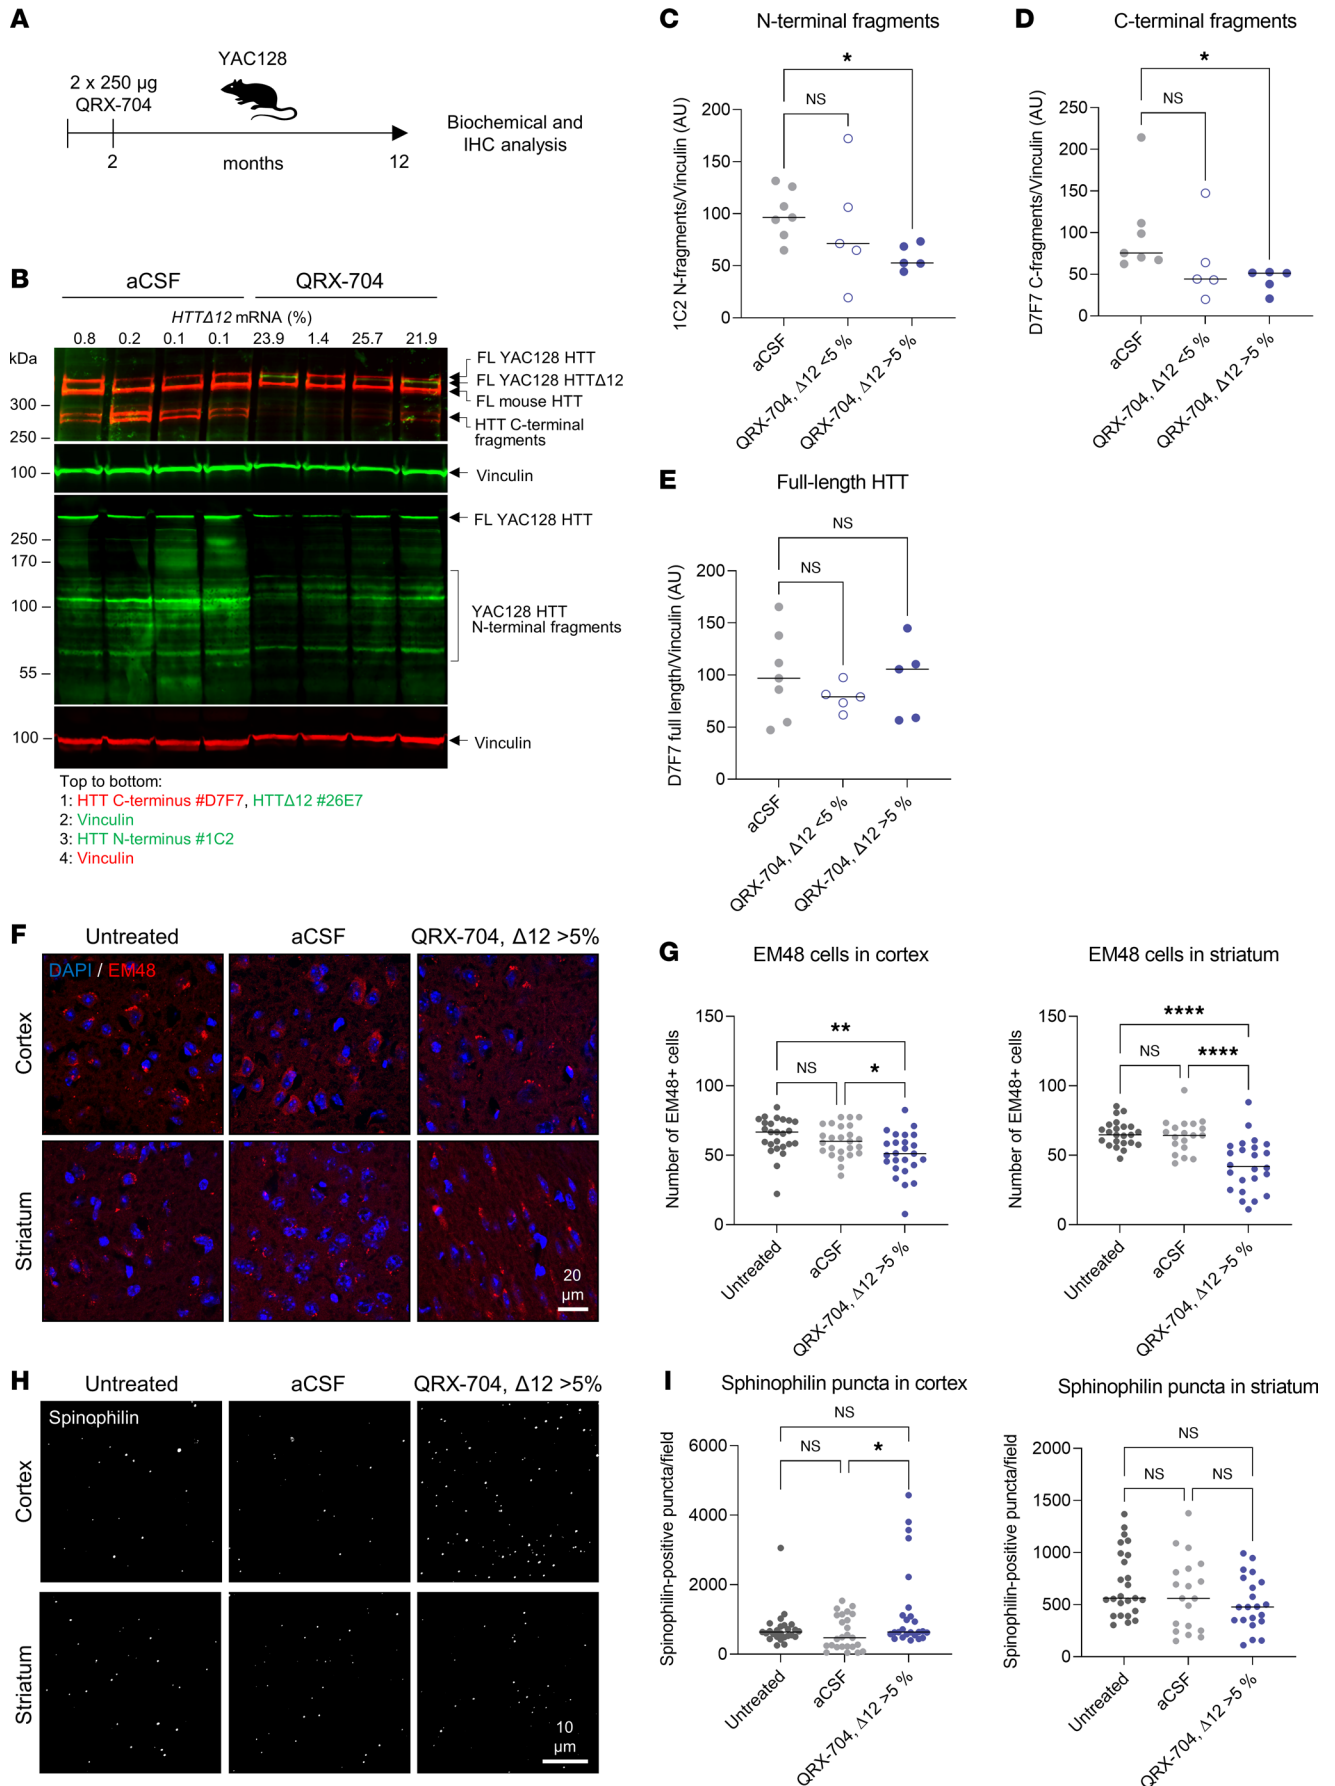 A
YAC128
2 x 250 µg
QRX-704
2
months
12
Biochemical and
IHC analysis
B
aCSF
QRX-704
HTTΔ12 mRNA (%)
0.8 0.2 0.1 0.1 23.9 1.4 25.7 21.9
kDa
300
250
100
250
170
100
55
100
FL YAC128 HTT
FL YAC128 HTTΔ12
FL mouse HTT
HTT C-terminal
fragments
Vinculin
FL YAC128 HTT
YAC128 HTT
N-terminal fragments
Vinculin
Top to bottom:
1: HTT C-terminus #D7F7, HTTΔ12 #26E7
2: Vinculin
3: HTT N-terminus #1C2
4: Vinculin
C
N-terminal fragments
*
NS
1C2 N-fragments/Vinculin (AU)
200
150
100
50
0
aCSF
QRX-704, Δ12 <5 %
QRX-704, Δ12 >5 %
D
C-terminal fragments
*
NS
D7F7 C-fragments/Vinculin (AU)
250
200
150
100
50
0
aCSF
QRX-704, Δ12 <5 %
QRX-704, Δ12 >5 %
E
Full-length HTT
NS
NS
D7F7 full length/Vinculin (AU)
200
150
100
50
0
aCSF
QRX-704, Δ12 <5 %
QRX-704, Δ12 >5 %
F
Untreated
aCSF
QRX-704, Δ12 >5%
DAPI / EM48
Cortex
Striatum
20
µm
G
EM48 cells in cortex
**
NS
*
Number of EM48+ cells
150
100
50
0
Untreated
aCSF
QRX-704, Δ12 >5 %
EM48 cells in striatum
****
NS
****
Number of EM48+ cells
150
100
50
0
Untreated
aCSF
QRX-704, Δ12 >5 %
H
Untreated
aCSF
QRX-704, Δ12 >5%
Spinophilin
Cortex
Striatum
10
µm
I
Sphinophilin puncta in cortex
NS
NS
*
Spinophilin-positive puncta/field
6000
4000
2000
0
Untreated
aCSF
QRX-704, Δ12 >5 %
Sphinophilin puncta in striatum
NS
NS
NS
Spinophilin-positive puncta/field
2000
1500
1000
500
0
Untreated
aCSF
QRX-704, Δ12 >5 %